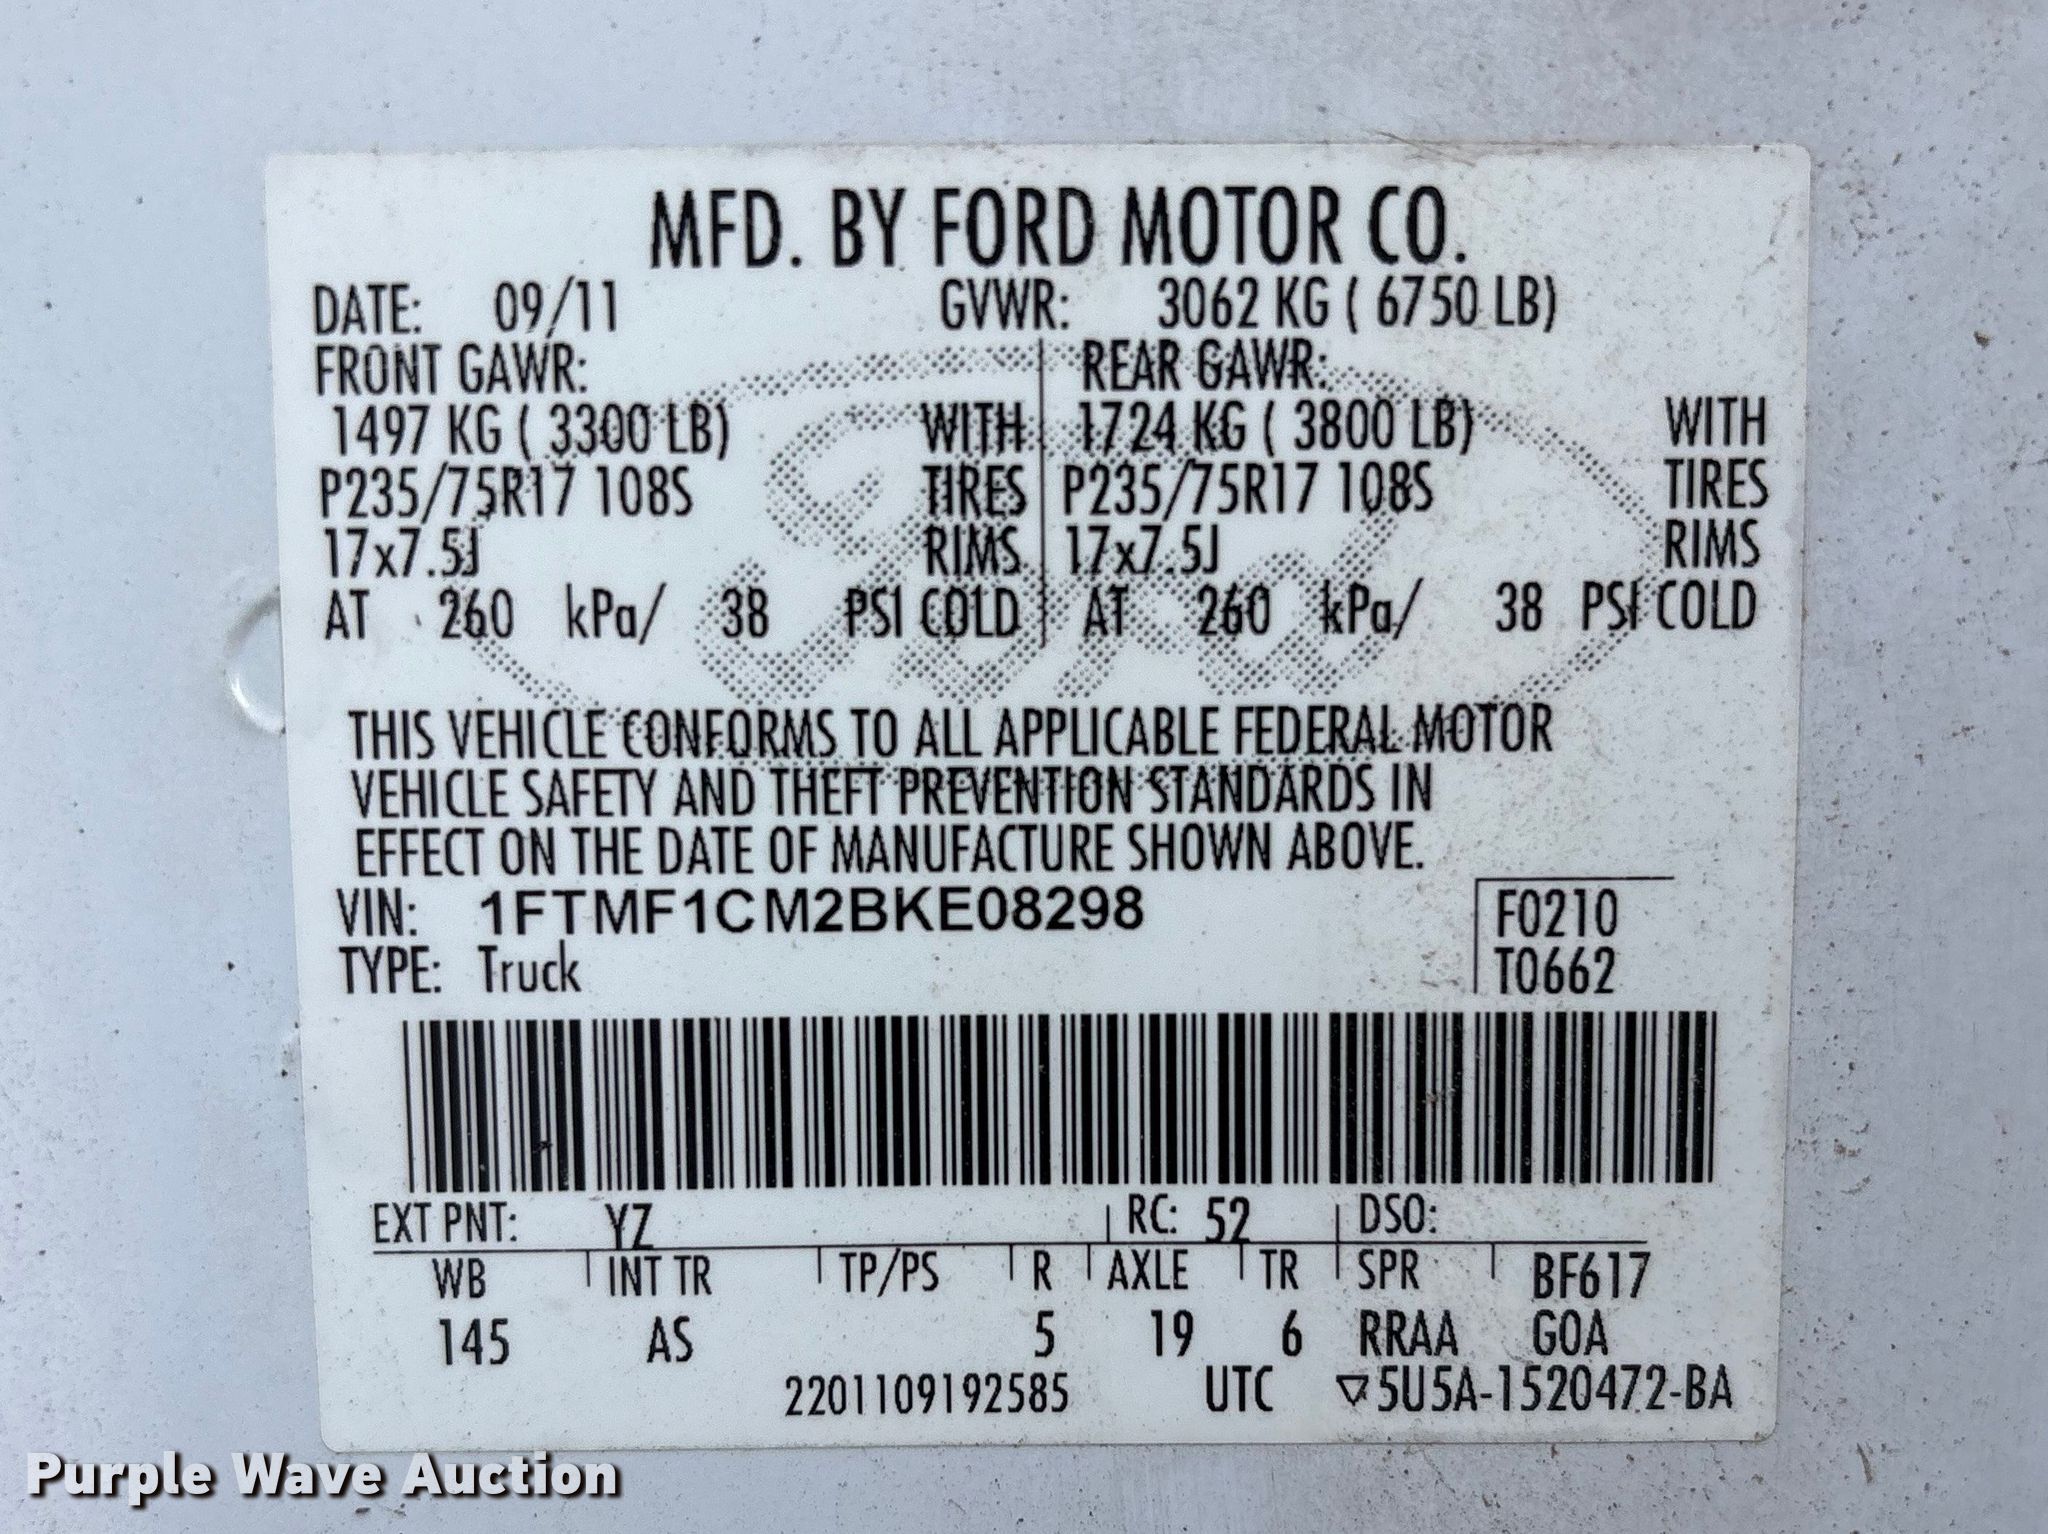 MFD. BY FORD MOTOR CO.
DATE: 09/11 GVWR: 3062 KG ( 6750 LB)
FRONT GAWR: REAR GAWR:
1497 KG ( 3300 LB) WITH 1724 KG ( 3800 LB) WITH
P235/75R17 108S TIRES P235/75R17 108S TIRES
17x7.5J RIMS 17x7.5J RIMS
AT 260 kPa/ 38 PSI COLD AT 260 kPa/ 38 PSI COLD
Ford
THIS VEHICLE CONFORMS TO ALL APPLICABLE FEDERAL MOTOR
VEHICLE SAFETY AND THEFT PREVENTION STANDARDS IN
EFFECT ON THE DATE OF MANUFACTURE SHOWN ABOVE.
VIN: 1FTMF1CM2BKE08298 F0210
TYPE: Truck T0662
EXT PNT: YZ RC: 52 DSO:
WB INT TR TP/PS R AXLE TR SPR BF617
145 AS 5 19 6 RRAA GOA
2201109192585 UTC 5U5A-1520472-BA
Purple Wave Auction